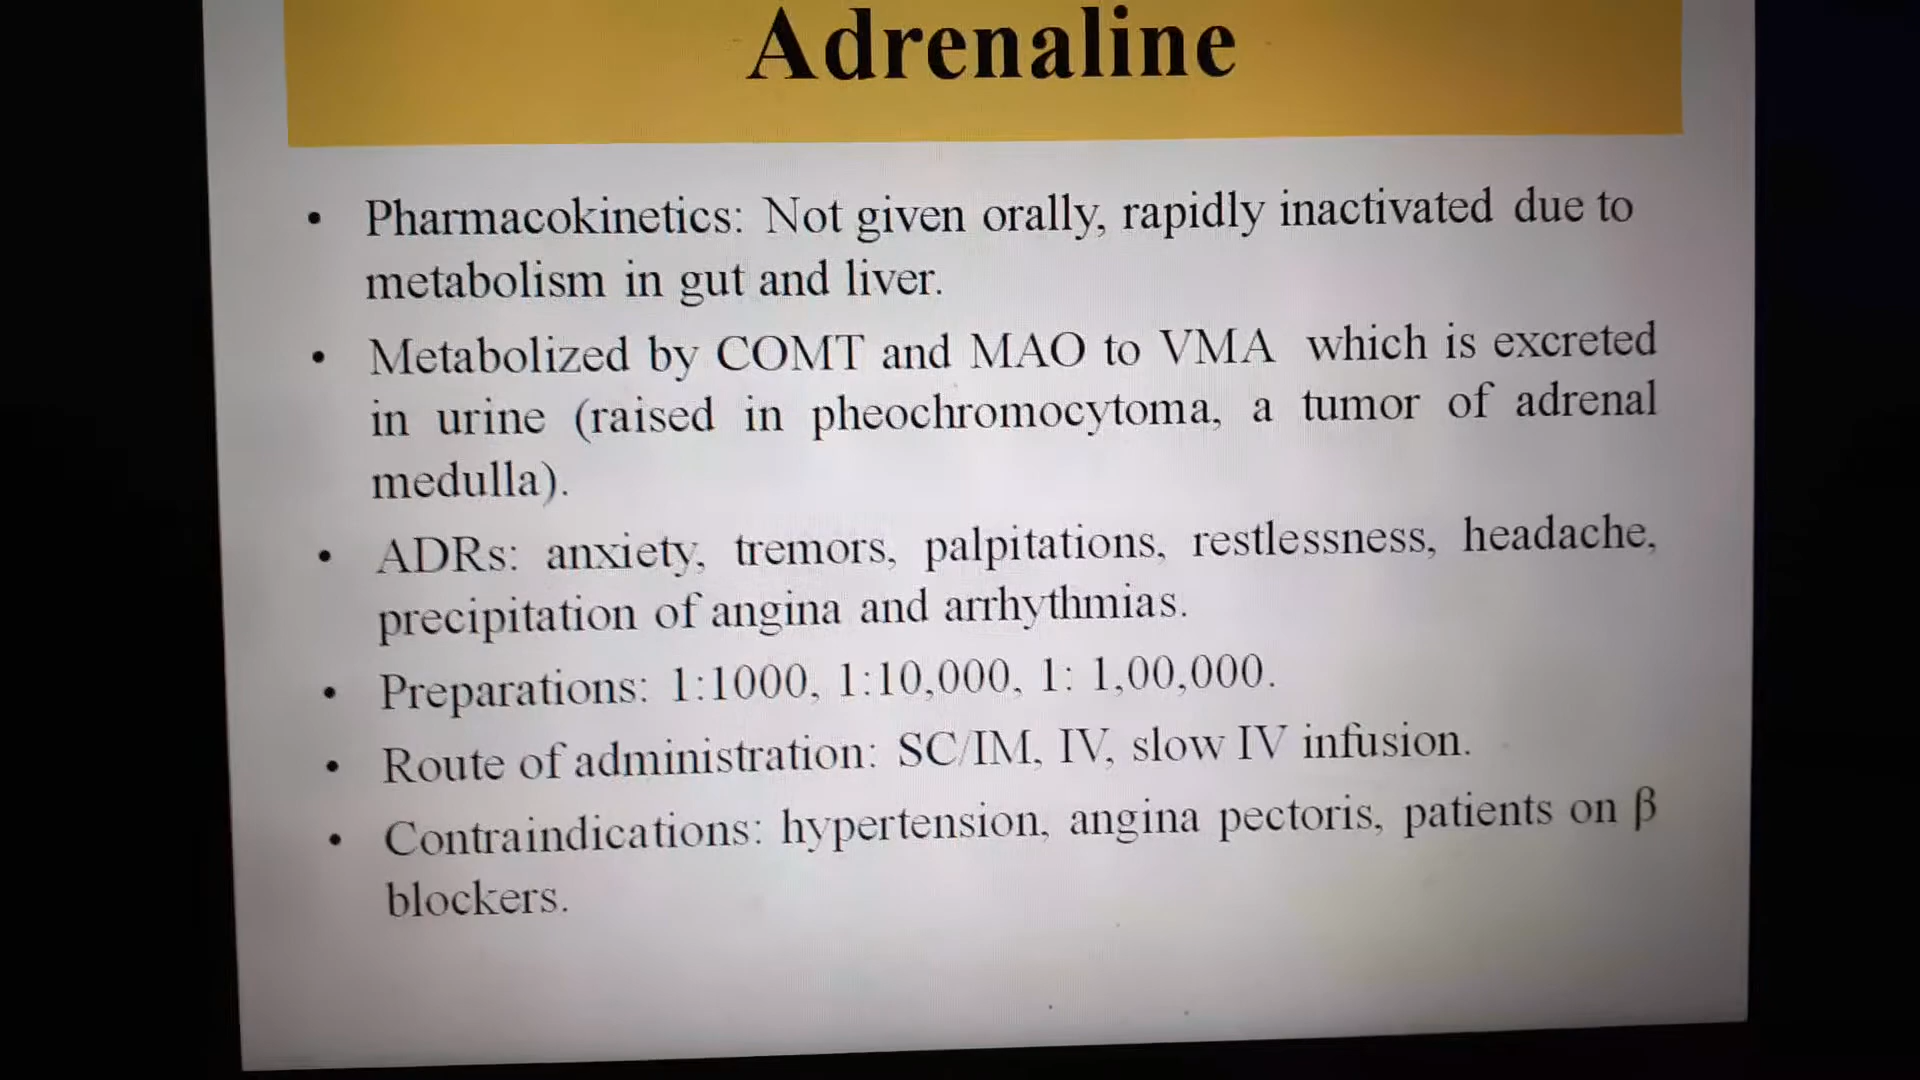 Adrenaline
• Pharmacokinetics: Not given orally, rapidly inactivated due to
metabolism in gut and liver.
• Metabolized by COMT and MAO to VMA which is excreted
in urine (raised in pheochromocytoma, a tumor of adrenal
medulla).
• ADRs: anxiety, tremors, palpitations, restlessness, headache,
precipitation of angina and arrhythmias.
• Preparations: 1:1000, 1:10,000, 1: 1,00,000.
• Route of administration: SC/IM, IV, slow IV infusion.
• Contraindications: hypertension, angina pectoris, patients on β
blockers.